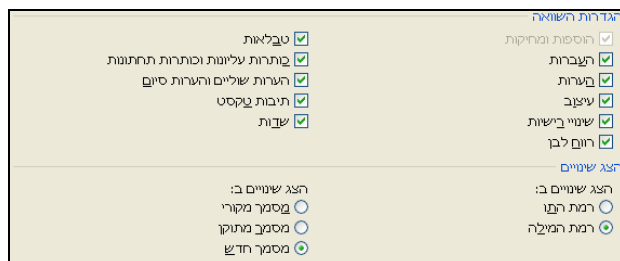 הגדרות השוואה
הוספות ומחיקות
העברות
הערות
עיצוב
שינויי רישיות
רווח לבן
טבלאות
כותרות עליונות וכותרות תחתונות
הערות שוליים והערות סיום
תיבות טקסט
שדות
הצג שינויים
הצג שינויים ב:
רמת התו
רמת המילה
הצג שינויים ב:
מסמך מקורי
מסמך מתוקן
מסמך חדש